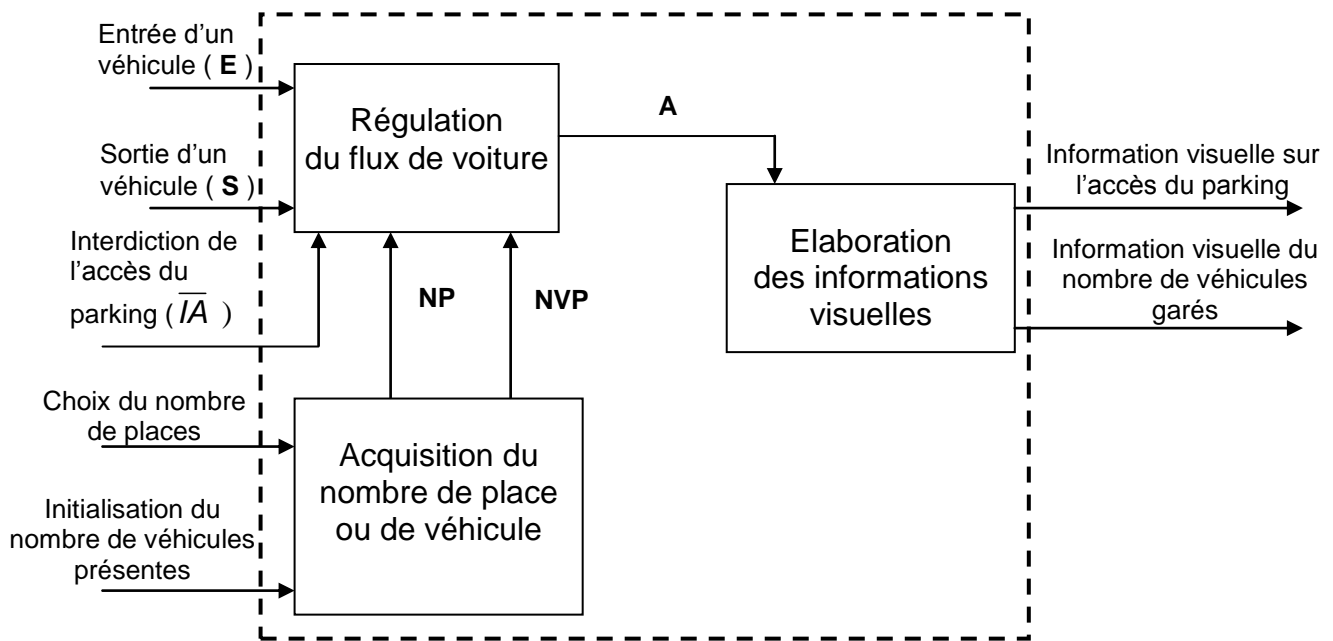 Entrée d'un
véhicule ( E )
Sortie d'un
véhicule ( S )
Interdiction de
l'accès du
parking ( \overline{IA} )
Choix du nombre
de places
Initialisation du
nombre de véhicules
présentes
Régulation
du flux de voiture
A
NP
NVP
Acquisition du
nombre de place
ou de véhicule
Elaboration
des informations
visuelles
Information visuelle sur
l'accès du parking
Information visuelle du
nombre de véhicules
garés